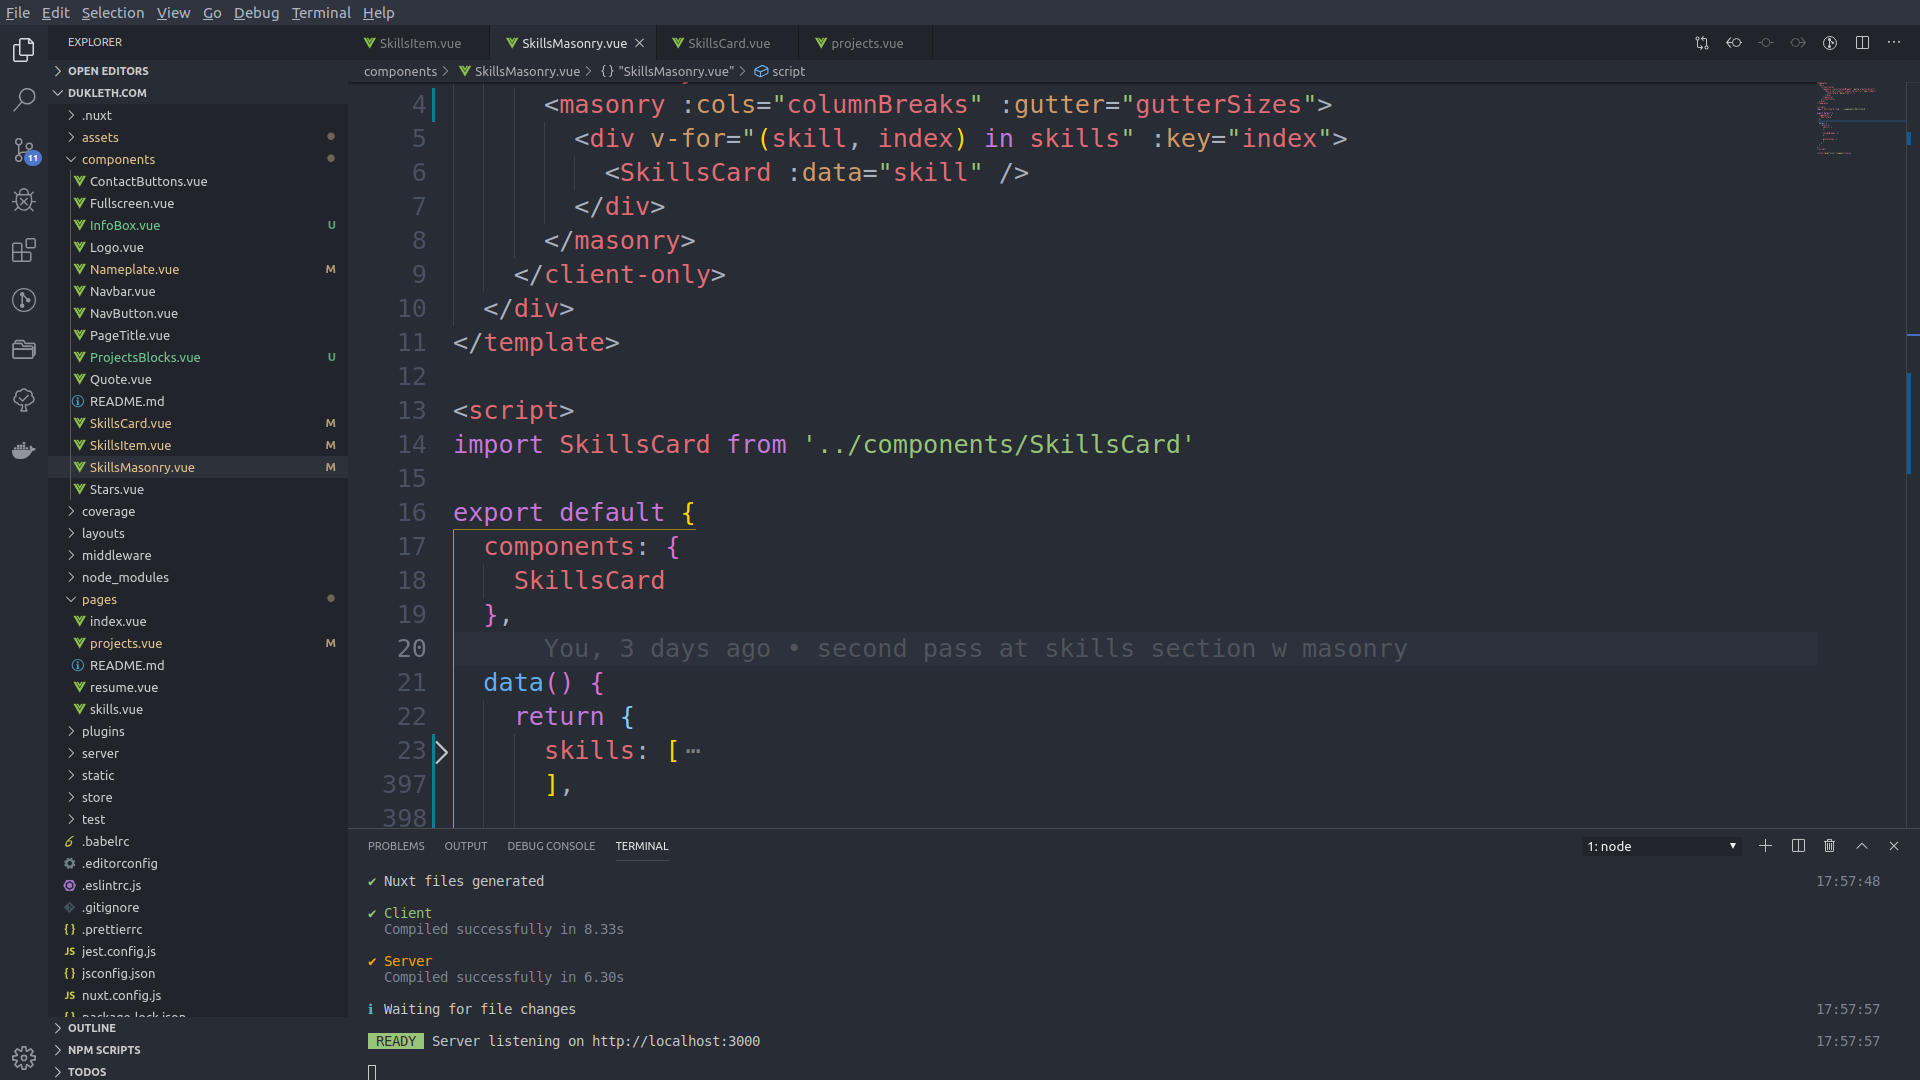 File Edit Selection View Go Debug Terminal Help
EXPLORER
OPEN EDITORS
DUKLETH.COM
.nuxt
assets
components
ContactButtons.vue
Fullscreen.vue
InfoBox.vue U
Logo.vue
Nameplate.vue M
Navbar.vue
NavButton.vue
PageTitle.vue
ProjectsBlocks.vue U
Quote.vue
README.md
SkillsCard.vue M
SkillsItem.vue M
SkillsMasonry.vue M
Stars.vue
coverage
layouts
middleware
node_modules
pages
index.vue
projects.vue M
README.md
resume.vue
skills.vue
plugins
server
static
store
test
.babelrc
.editorconfig
.eslintrc.js
.gitignore
{ } .prettierrc
JS jest.config.js
{ } jsconfig.json
JS nuxt.config.js
{ } package-lock.json
OUTLINE
NPM SCRIPTS
TODOS
11
SkillsItem.vue SkillsMasonry.vue SkillsCard.vue projects.vue
components > SkillsMasonry.vue > {} "SkillsMasonry.vue" > script
4 <masonry :cols="columnBreaks" :gutter="gutterSizes">
5 <div v-for="(skill, index) in skills" :key="index">
6 <SkillsCard :data="skill" />
7 </div>
8 </masonry>
9 </client-only>
10 </div>
11 </template>
12
13 <script>
14 import SkillsCard from '../components/SkillsCard'
15
16 export default {
17 components: {
18 SkillsCard
19 },
20 You, 3 days ago • second pass at skills section w masonry
21 data() {
22 return {
23 skills: [ ⋯
397 ],
398
PROBLEMS OUTPUT DEBUG CONSOLE TERMINAL 1: node
✔ Nuxt files generated 17:57:48
✔ Client
Compiled successfully in 8.33s
✔ Server
Compiled successfully in 6.30s
ℹ Waiting for file changes 17:57:57
READY Server listening on http://localhost:3000 17:57:57